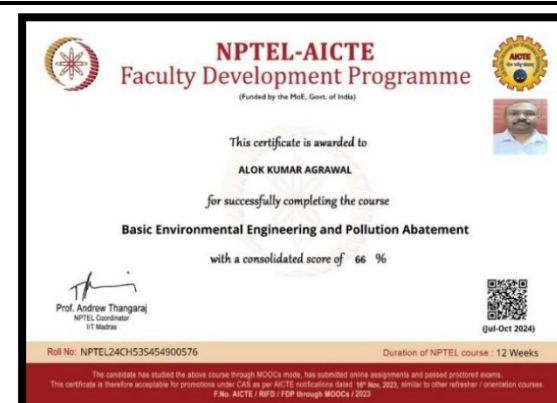 NPTEL-AICTE
Faculty Development Programme
(Funded by the MoE, Govt. of India)
AICTE
This certificate is awarded to
ALOK KUMAR AGRAWAL
for successfully completing the course
Basic Environmental Engineering and Pollution Abatement
with a consolidated score of 66 %
Prof. Andrew Thangaraj
NPTEL Coordinator
IIT Madras
(Jul-Oct 2024)
Roll No: NPTEL24CH53S454900576 Duration of NPTEL course : 12 Weeks
The candidate has studied the above course through MOOCs mode, has submitted online assignments and passed proctored exams.
This certificate is therefore acceptable for promotions under CAS as per AICTE notifications dated 16th Nov, 2023, similar to other refresher / orientation courses.
F.No. AICTE / RIFD / FDP through MOOCs / 2023